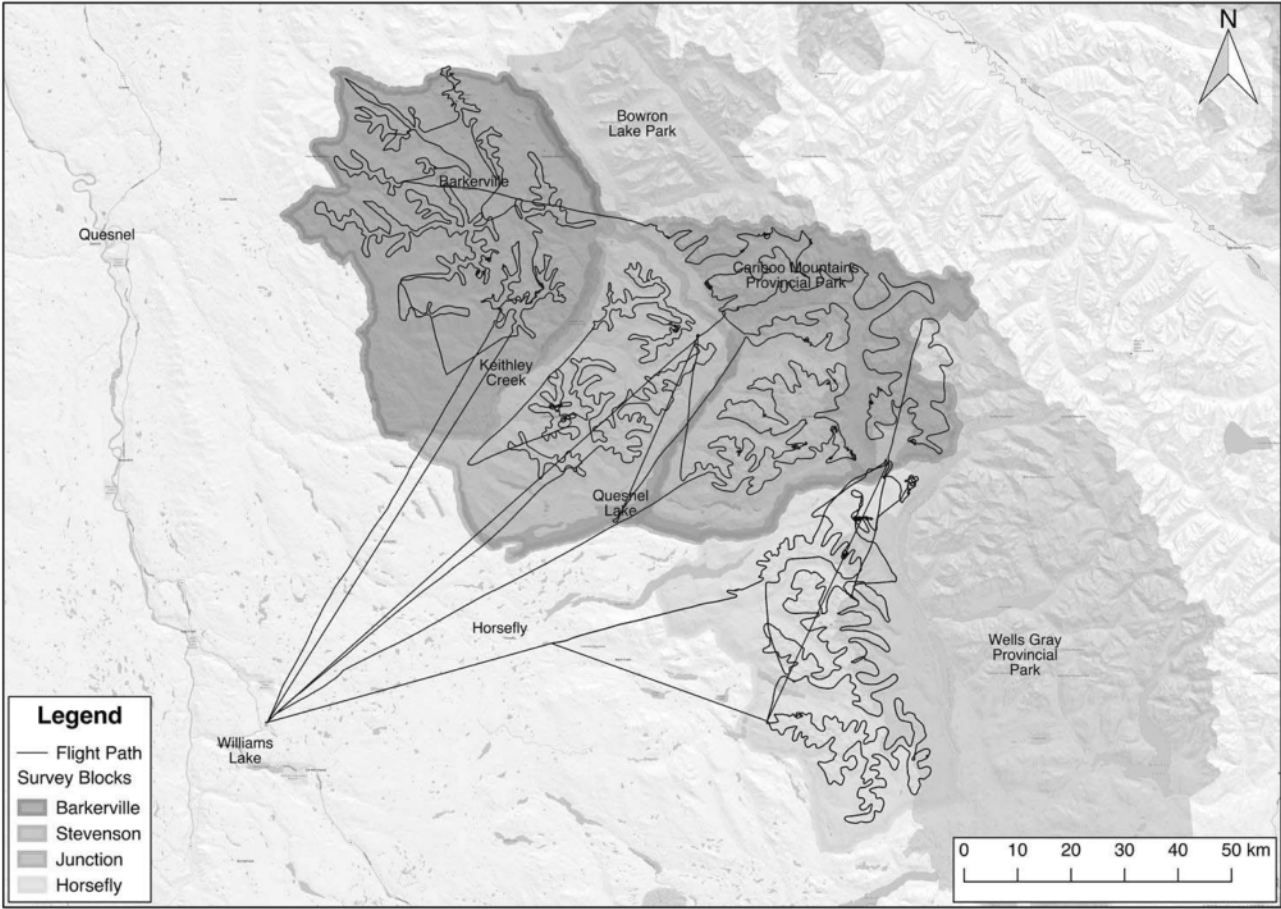 N
Bowron
Lake Park
Barkerville
Quesnel
Cariboo Mountains
Provincial Park
Keithley
Creek
Quesnel
Lake
Horsefly
Wells Gray
Provincial
Park
Williams
Lake
Legend
Flight Path
Survey Blocks
Barkerville
Stevenson
Junction
Horsefly
0 10 20 30 40 50 km